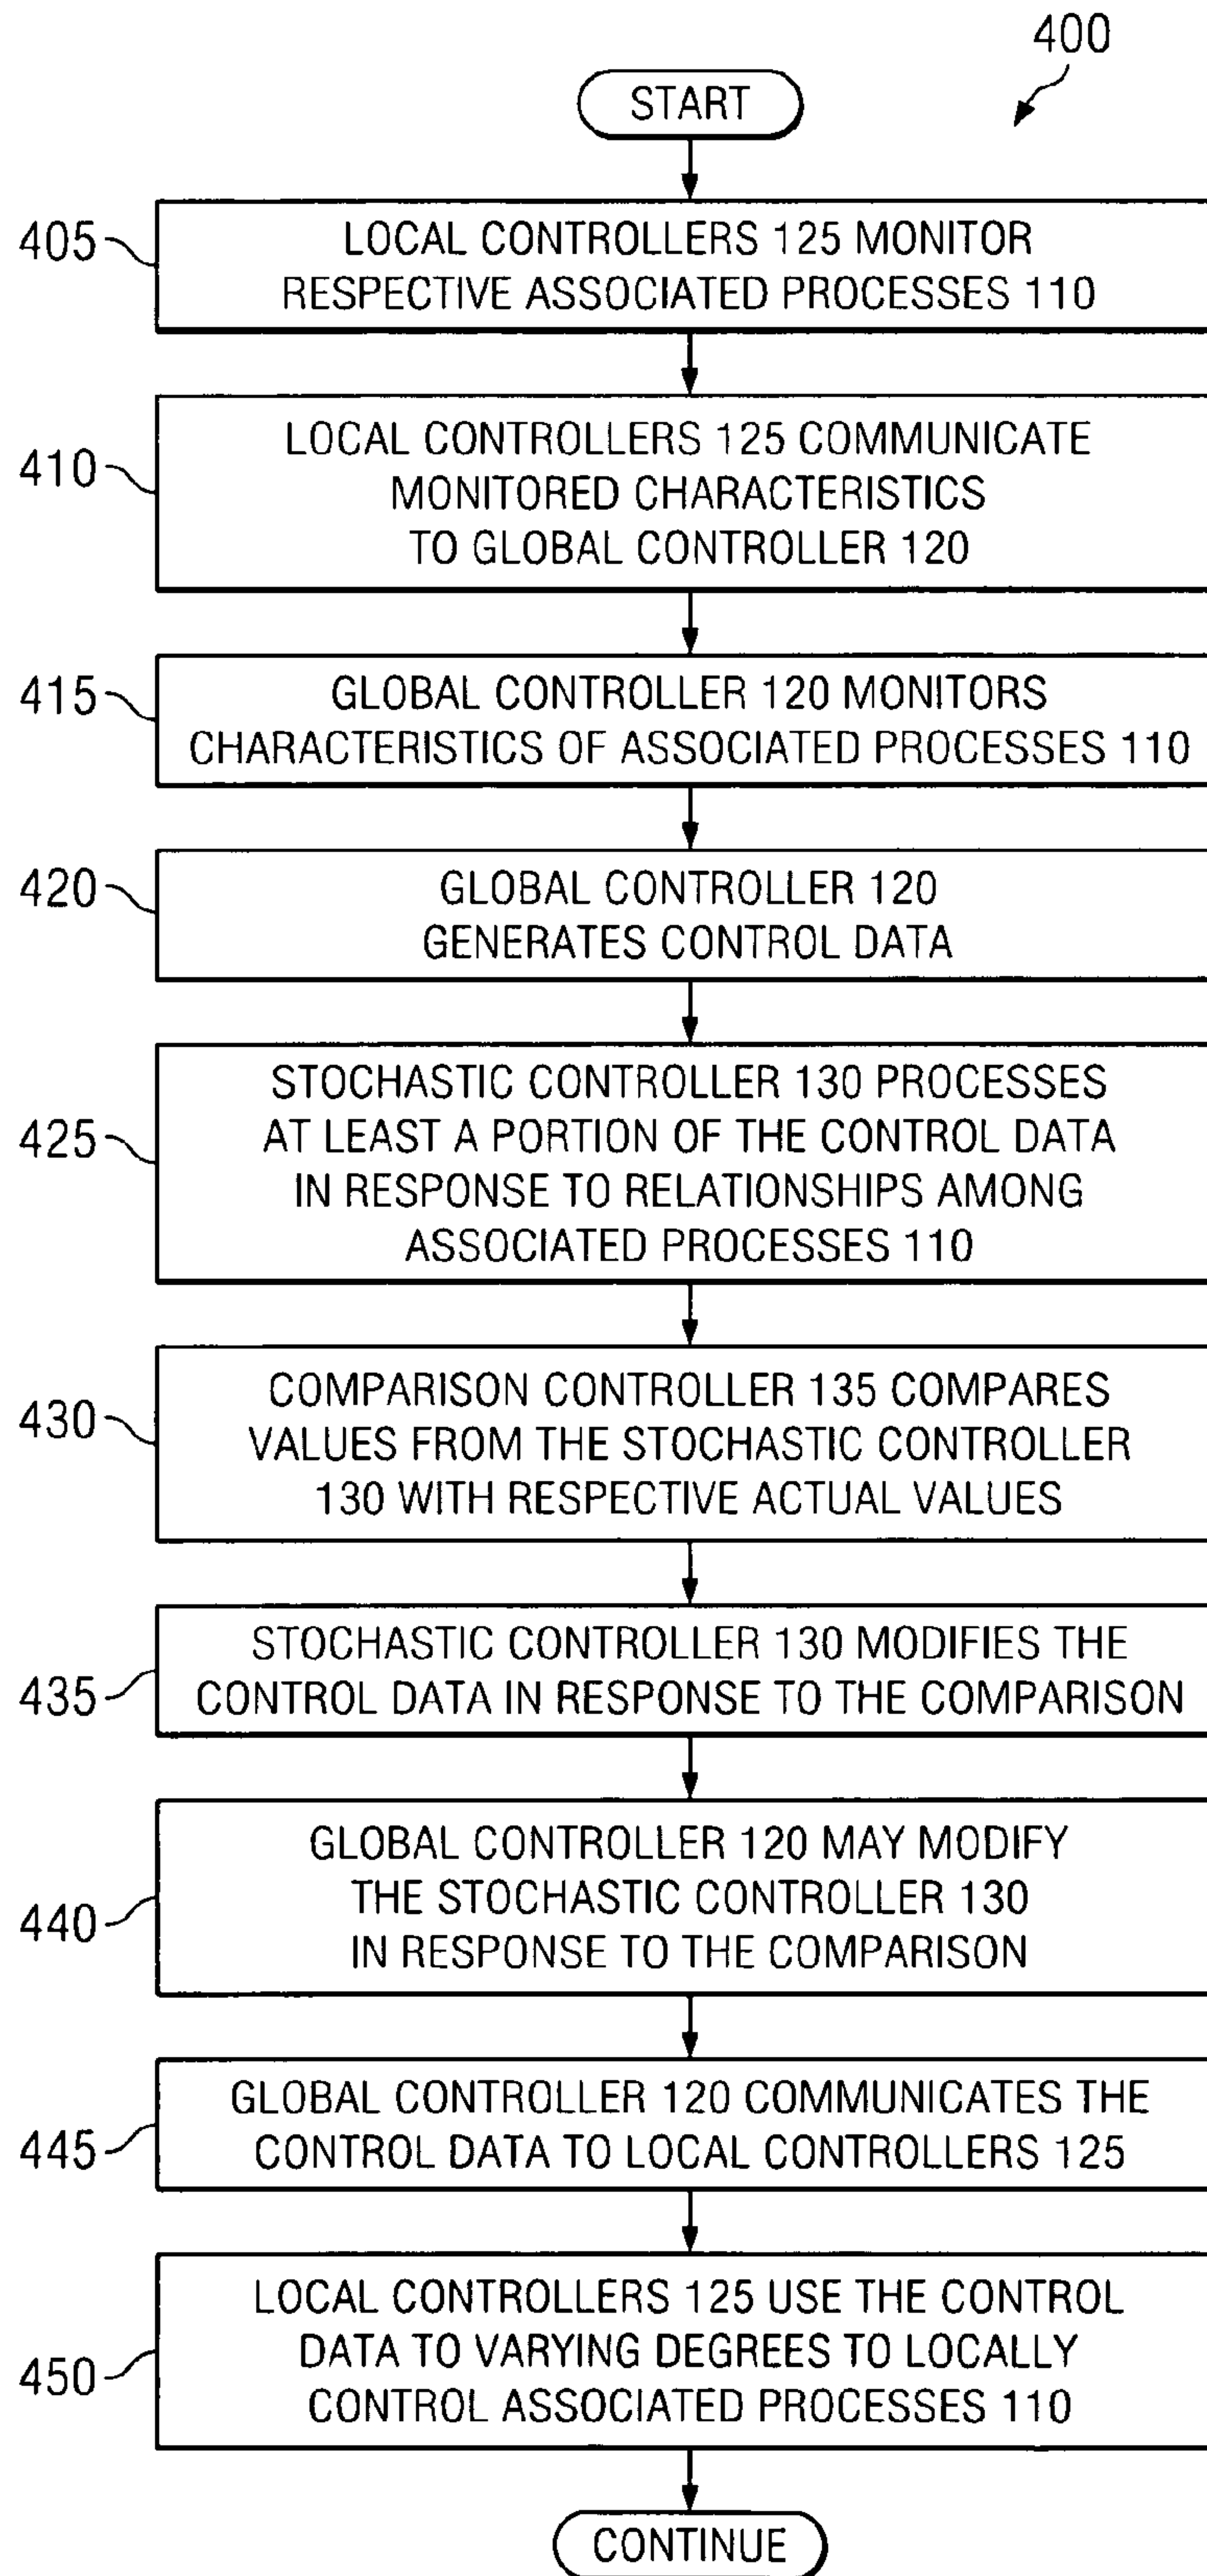 400
START
405
LOCAL CONTROLLERS 125 MONITOR
RESPECTIVE ASSOCIATED PROCESSES 110
410
LOCAL CONTROLLERS 125 COMMUNICATE
MONITORED CHARACTERISTICS
TO GLOBAL CONTROLLER 120
415
GLOBAL CONTROLLER 120 MONITORS
CHARACTERISTICS OF ASSOCIATED PROCESSES 110
420
GLOBAL CONTROLLER 120
GENERATES CONTROL DATA
425
STOCHASTIC CONTROLLER 130 PROCESSES
AT LEAST A PORTION OF THE CONTROL DATA
IN RESPONSE TO RELATIONSHIPS AMONG
ASSOCIATED PROCESSES 110
430
COMPARISON CONTROLLER 135 COMPARES
VALUES FROM THE STOCHASTIC CONTROLLER
130 WITH RESPECTIVE ACTUAL VALUES
435
STOCHASTIC CONTROLLER 130 MODIFIES THE
CONTROL DATA IN RESPONSE TO THE COMPARISON
440
GLOBAL CONTROLLER 120 MAY MODIFY
THE STOCHASTIC CONTROLLER 130
IN RESPONSE TO THE COMPARISON
445
GLOBAL CONTROLLER 120 COMMUNICATES THE
CONTROL DATA TO LOCAL CONTROLLERS 125
450
LOCAL CONTROLLERS 125 USE THE CONTROL
DATA TO VARYING DEGREES TO LOCALLY
CONTROL ASSOCIATED PROCESSES 110
CONTINUE